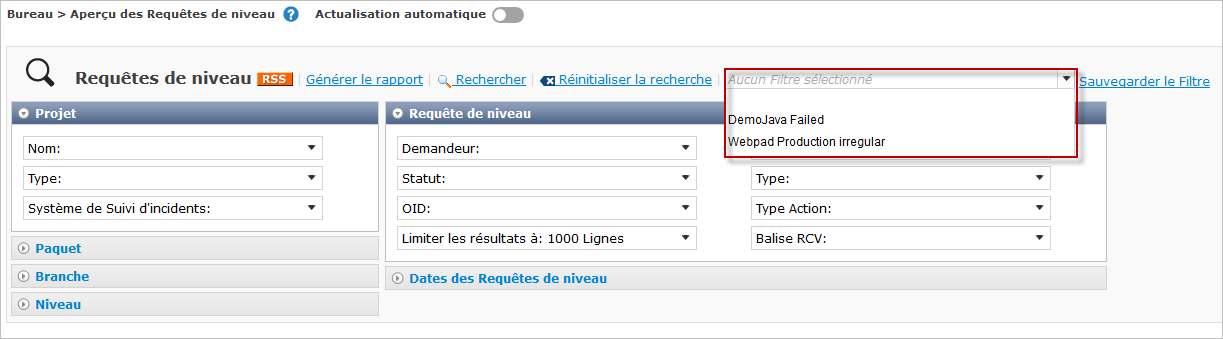 Bureau > Aperçu des Requêtes de niveau ? Actualisation automatique
Requêtes de niveau RSS | Générer le rapport | Rechercher | Réinitialiser la recherche | Aucun Filtre sélectionné Sauvegarder le Filtre
DemoJava Failed
Webpad Production irregular
Projet
Nom:
Type:
Système de Suivi d'incidents:
Paquet
Branche
Niveau
Requête de niveau
Demandeur:
Statut:
Type:
OID:
Type Action:
Limiter les résultats à: 1000 Lignes
Balise RCV:
Dates des Requêtes de niveau